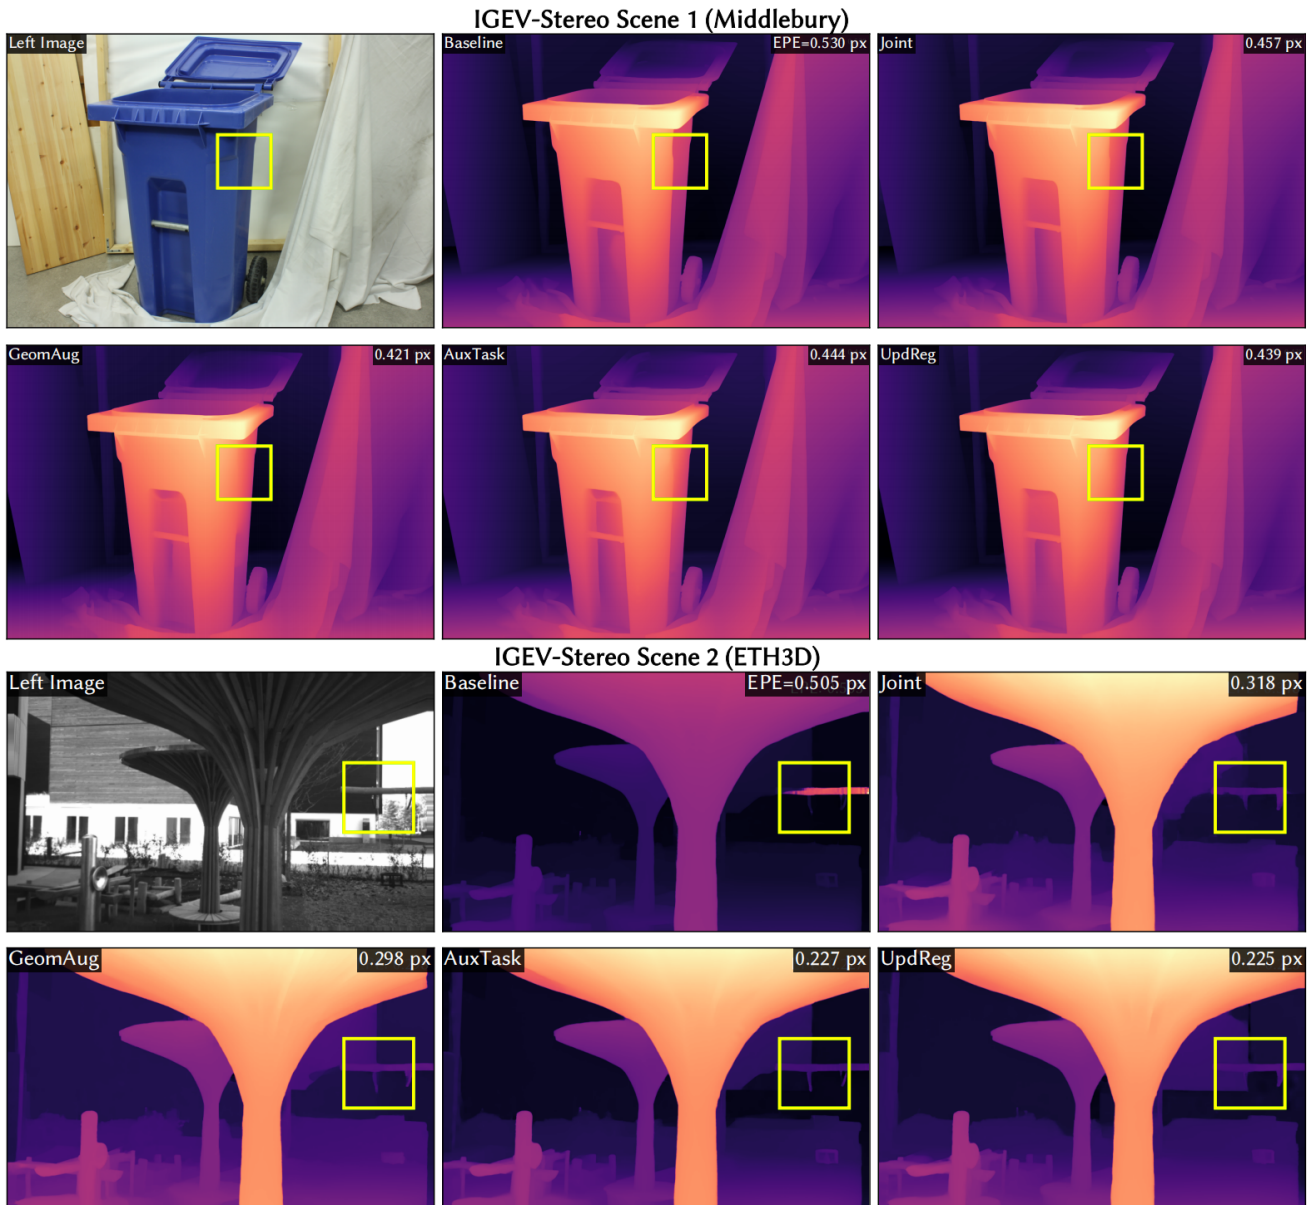 IGEV-Stereo Scene 1 (Middlebury)
Left Image
Baseline EPE=0.530 px
Joint 0.457 px
GeomAug 0.421 px
AuxTask 0.444 px
UpdReg 0.439 px
IGEV-Stereo Scene 2 (ETH3D)
Left Image
Baseline EPE=0.505 px
Joint 0.318 px
GeomAug 0.298 px
AuxTask 0.227 px
UpdReg 0.225 px